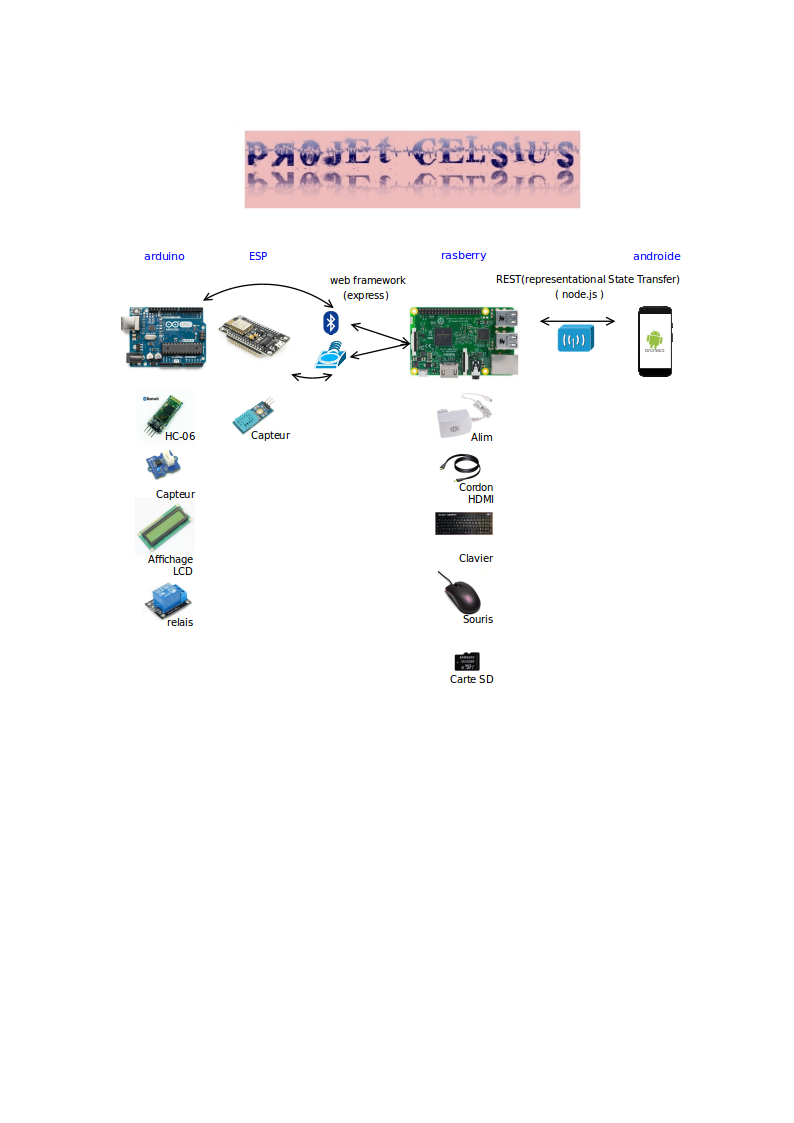 PROJET CELSIUS
arduino
ESP
rasberry
androide
web framework
(express)
REST(representational State Transfer)
( node.js )
Bluetooth
HC-06
Capteur
Affichage
LCD
relais
Capteur
Alim
Cordon
HDMI
Clavier
Souris
Carte SD